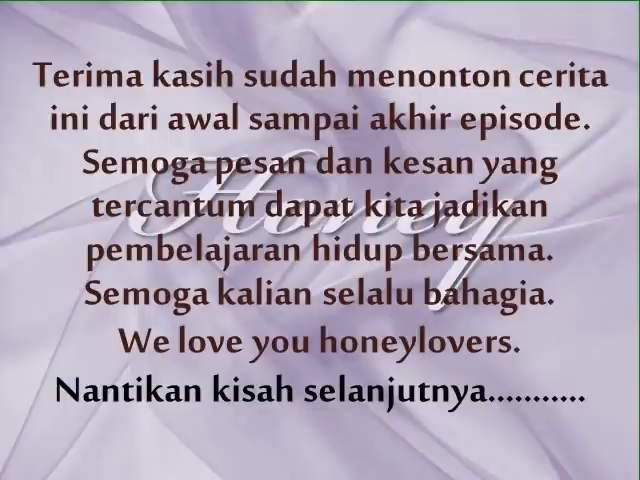 Terima kasih sudah menonton cerita
ini dari awal sampai akhir episode.
Semoga pesan dan kesan yang
tercantum dapat kita jadikan
pembelajaran hidup bersama.
Semoga kalian selalu bahagia.
We love you honeylovers.
Nantikan kisah selanjutnya...........
Honey